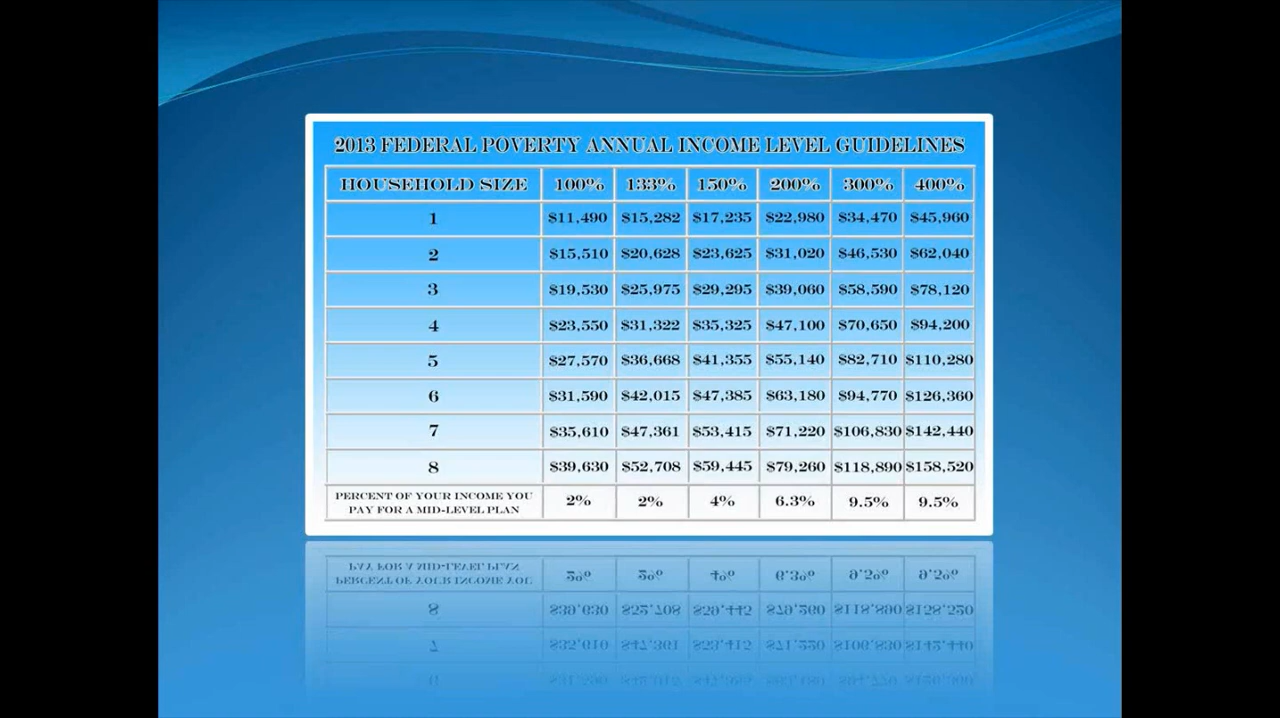 2013 FEDERAL POVERTY ANNUAL INCOME LEVEL GUIDELINES
HOUSEHOLD SIZE 100% 133% 150% 200% 300% 400%
1 $11,490 $15,282 $17,235 $22,980 $34,470 $45,960
2 $15,510 $20,628 $23,625 $31,020 $46,530 $62,040
3 $19,530 $25,975 $29,295 $39,060 $58,590 $78,120
4 $23,550 $31,322 $35,325 $47,100 $70,650 $94,200
5 $27,570 $36,668 $41,355 $55,140 $82,710 $110,280
6 $31,590 $42,015 $47,385 $63,180 $94,770 $126,360
7 $35,610 $47,361 $53,415 $71,220 $106,830 $142,440
8 $39,630 $52,708 $59,445 $79,260 $118,890 $158,520
PERCENT OF YOUR INCOME YOU
PAY FOR A MID-LEVEL PLAN 2% 2% 4% 6.3% 9.5% 9.5%